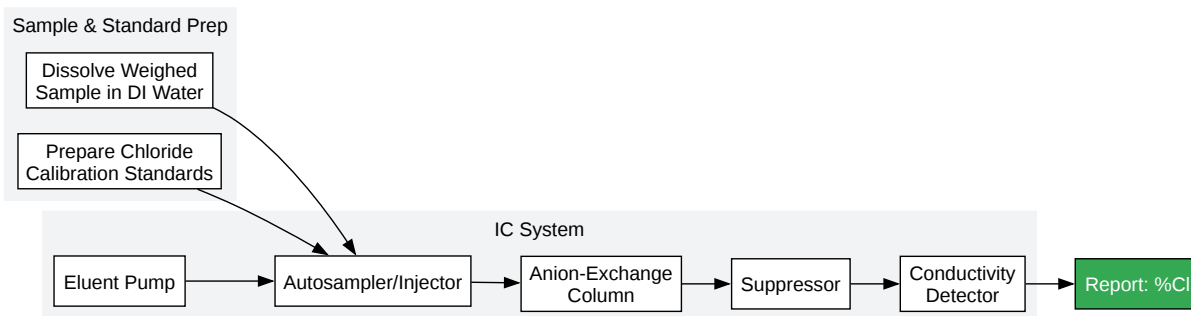 Sample & Standard Prep
Dissolve Weighed
Sample in DI Water
Prepare Chloride
Calibration Standards
IC System
Eluent Pump
Autosampler/Injector
Anion-Exchange
Column
Suppressor
Conductivity
Detector
Report: %Cl